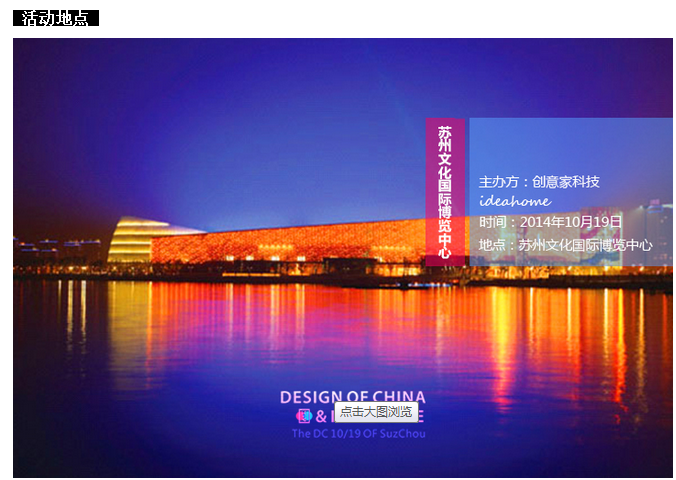 活动地点
苏州文化国际博览中心
主办方：创意家科技
ideahome
时间：2014年10月19日
地点：苏州文化国际博览中心
DESIGN OF CHINA
&
点击大图浏览
The DC 10/19 OF SuzChou